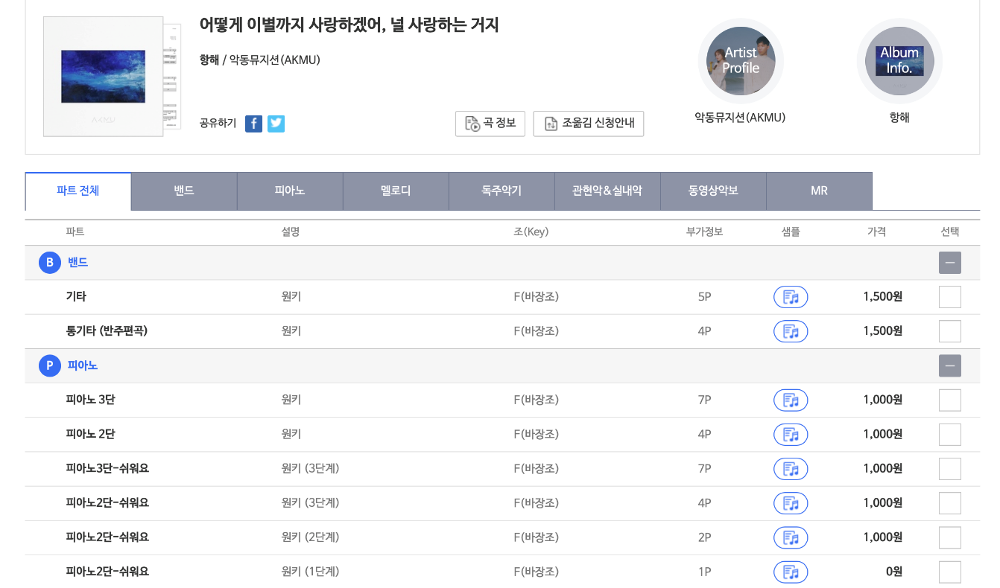 어떻게 이별까지 사랑하겠어, 널 사랑하는 거지
항해 / 악동뮤지션(AKMU)
AKMU
공유하기
곡 정보
조옮김 신청안내
Artist
Profile
악동뮤지션(AKMU)
Album
Info.
항해
파트 전체 밴드 피아노 멜로디 독주악기 관현악&실내악 동영상악보 MR
파트 설명 조(Key) 부가정보 샘플 가격 선택
B 밴드
기타 원키 F(바장조) 5P 1,500원
통기타 (반주편곡) 원키 F(바장조) 4P 1,500원
P 피아노
피아노 3단 원키 F(바장조) 7P 1,000원
피아노 2단 원키 F(바장조) 4P 1,000원
피아노3단-쉬워요 원키 (3단계) F(바장조) 7P 1,000원
피아노2단-쉬워요 원키 (3단계) F(바장조) 4P 1,000원
피아노2단-쉬워요 원키 (2단계) F(바장조) 2P 1,000원
피아노2단-쉬워요 원키 (1단계) F(바장조) 1P 0원